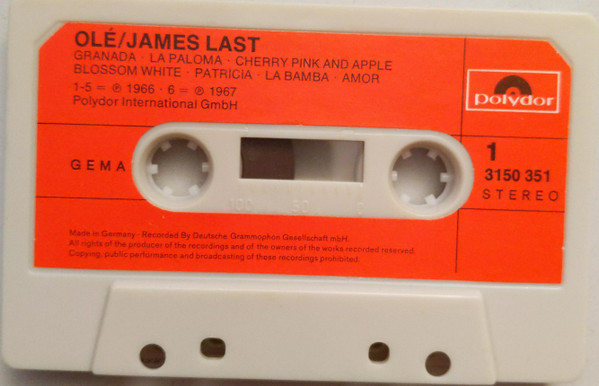 OLÉ/JAMES LAST
GRANADA · LA PALOMA · CHERRY PINK AND APPLE
BLOSSOM WHITE · PATRICIA · LA BAMBA · AMOR
1-5 = ℗ 1966 · 6 = ℗ 1967
Polydor International GmbH
polydor
GEMA
1
3150 351
STEREO
100 50 0
Made in Germany · Recorded By Deutsche Grammophon Gesellschaft mbH.
All rights of the producer of the recordings and of the owners of the works recorded reserved.
Copying, public performance and broadcasting of these recordings prohibited.